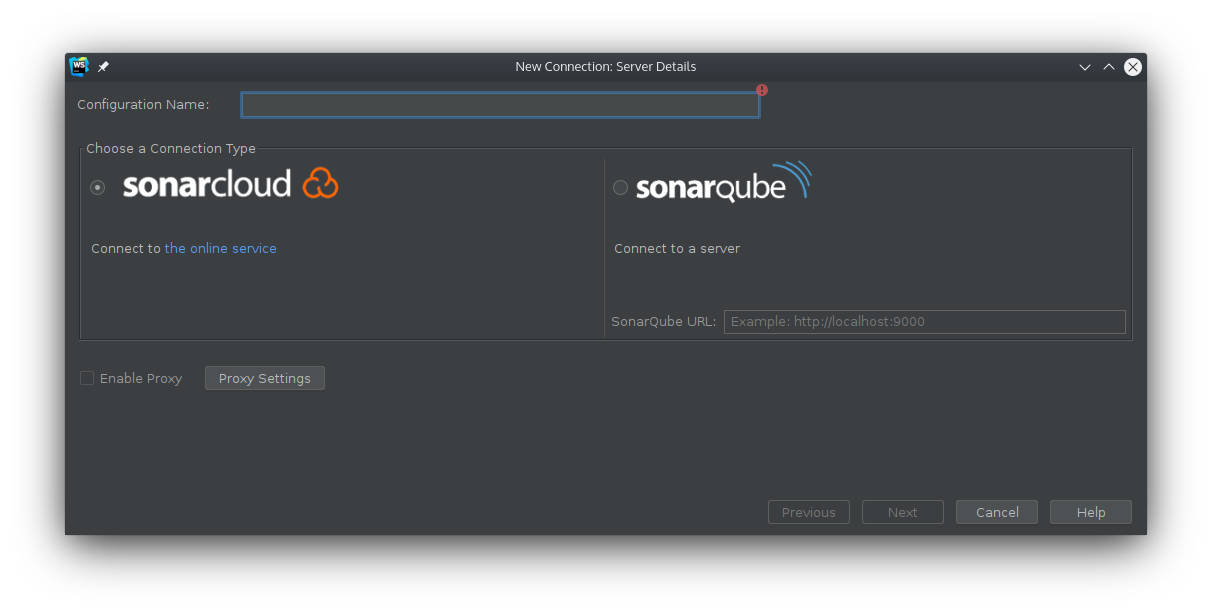 WS
New Connection: Server Details
Configuration Name:
Choose a Connection Type
sonarcloud
sonarqube
Connect to the online service
Connect to a server
SonarQube URL: Example: http://localhost:9000
Enable Proxy Proxy Settings
Previous Next Cancel Help